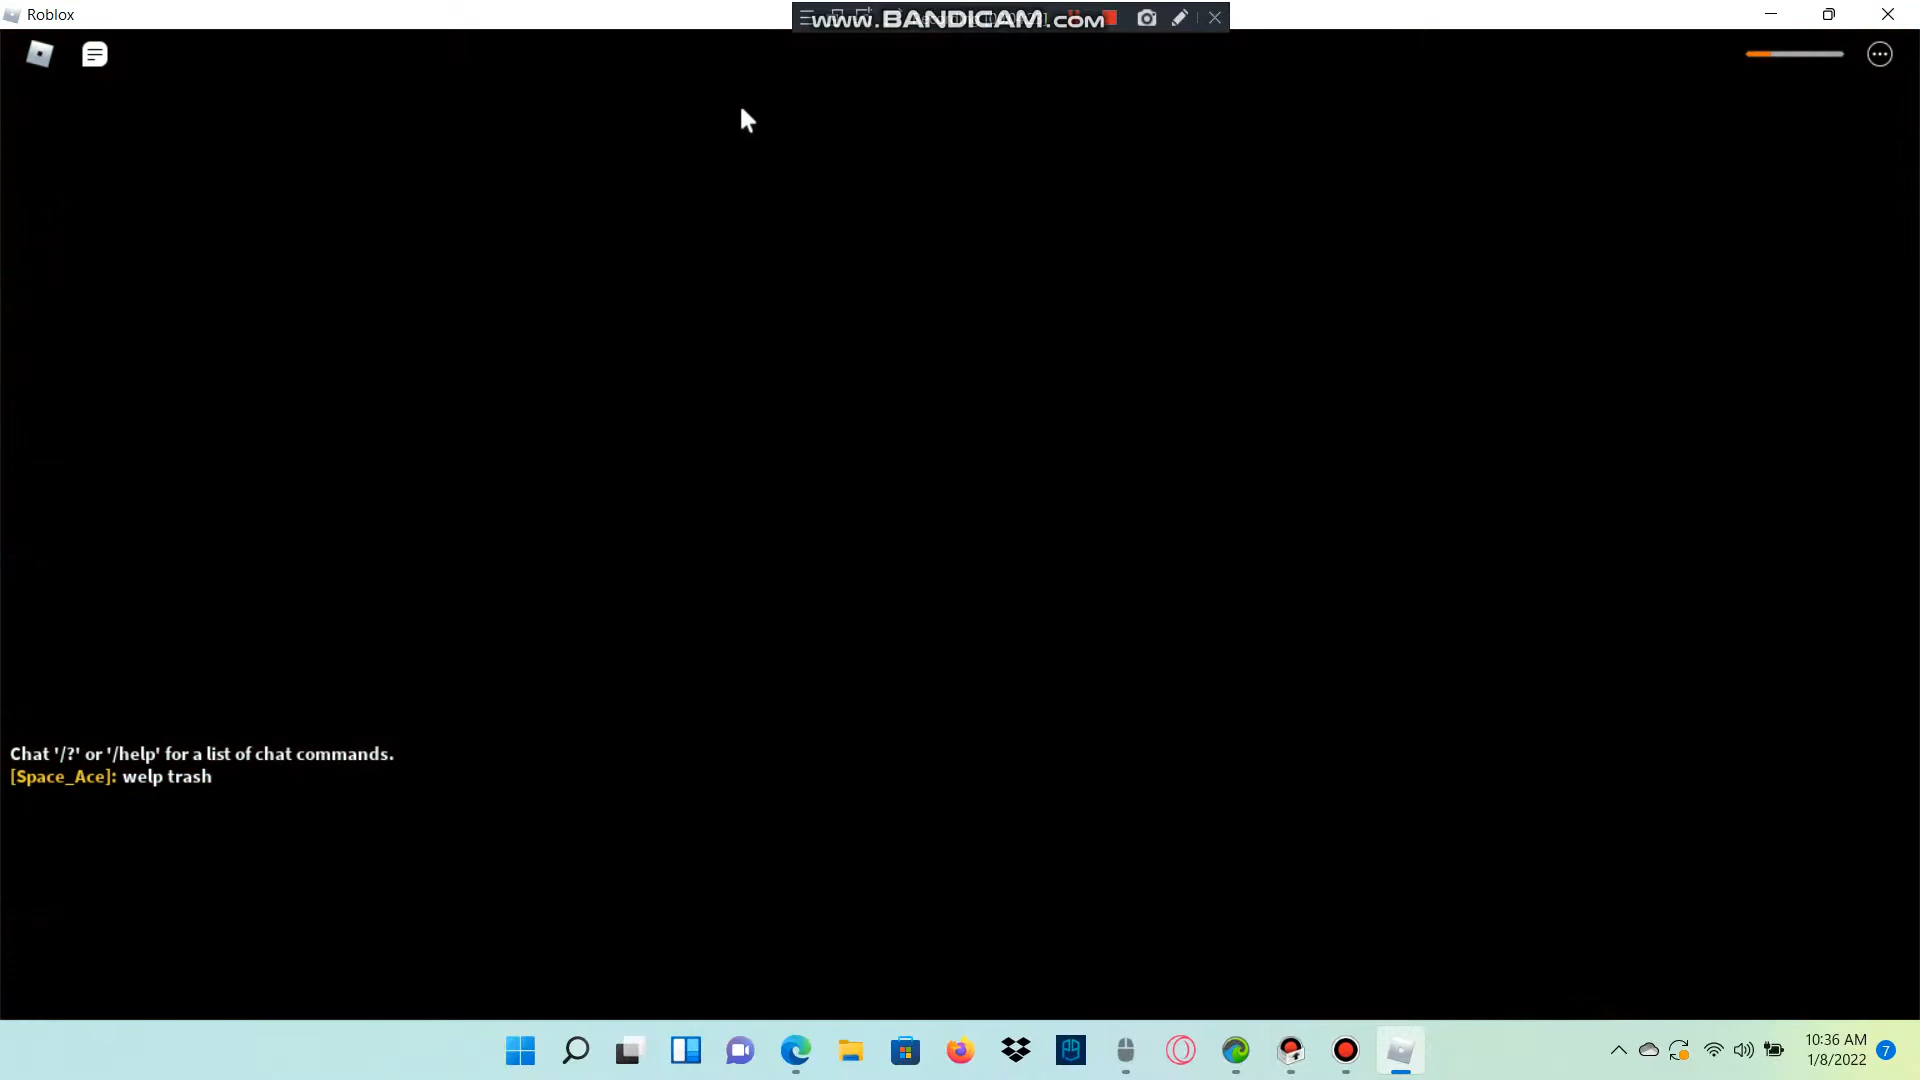 Roblox
www.BANDICAM.com
Chat '/?' or '/help' for a list of chat commands.
[Space_Ace]: welp trash
10:36 AM
1/8/2022
7